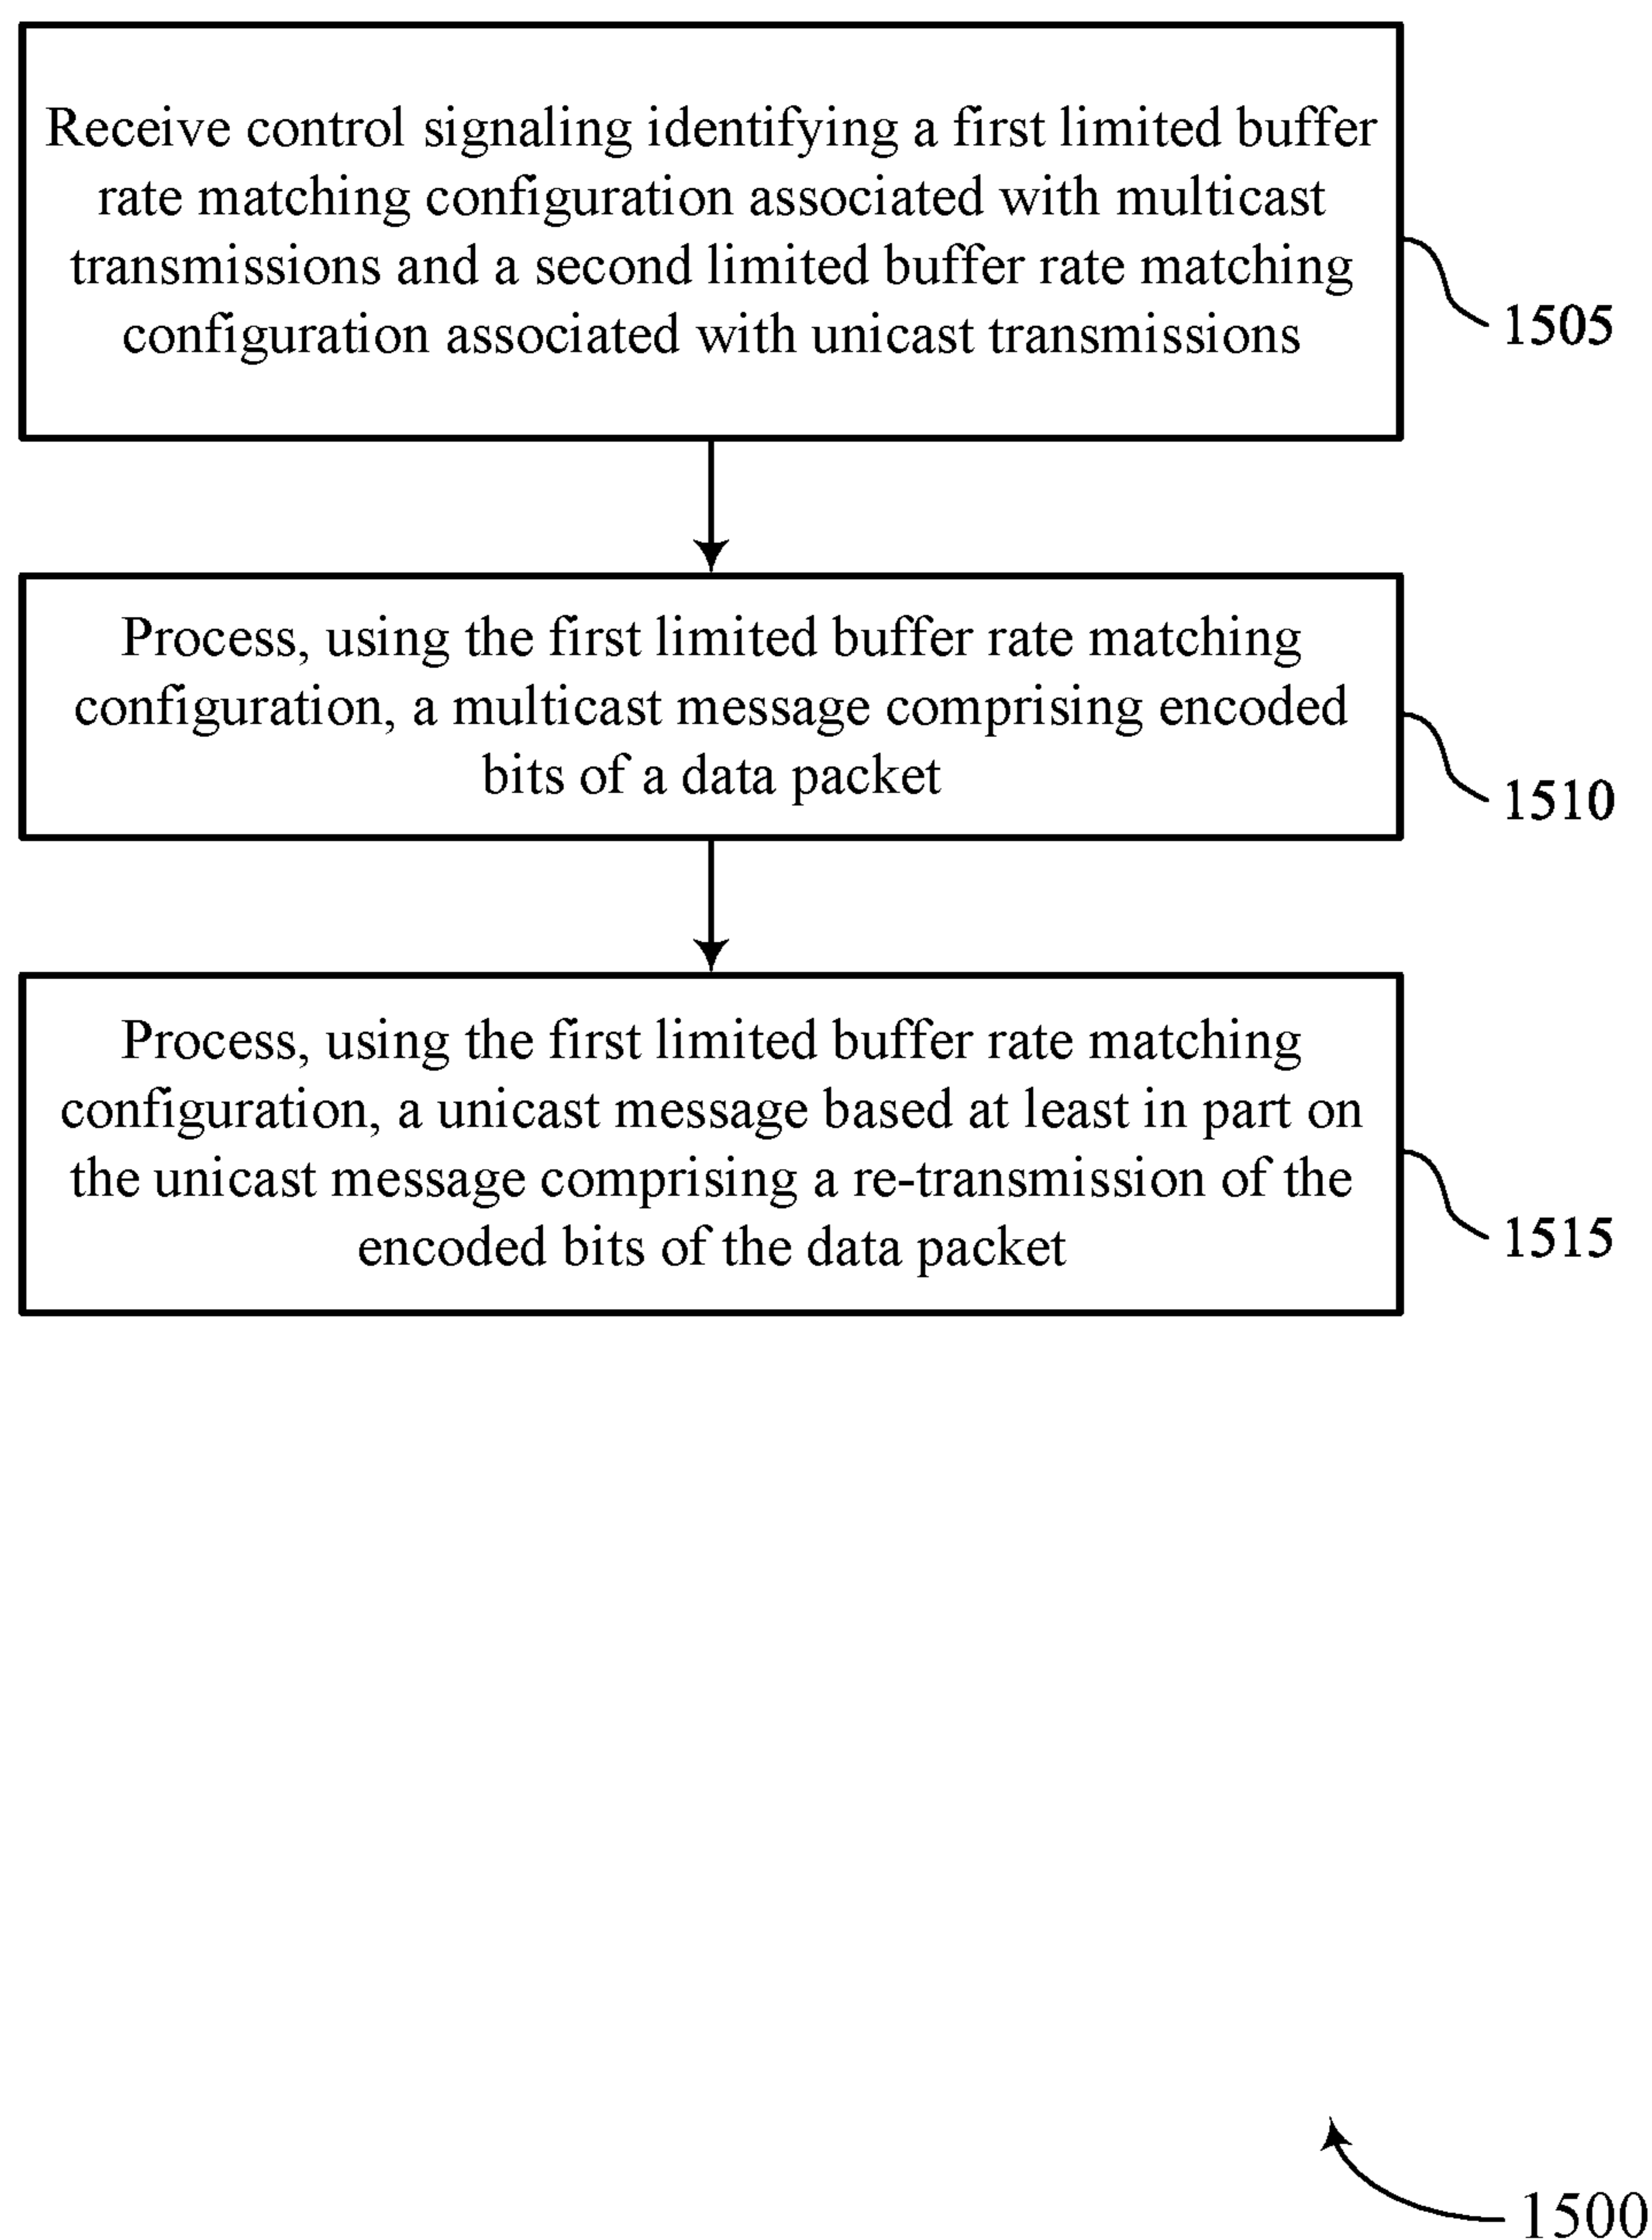 Receive control signaling identifying a first limited buffer
rate matching configuration associated with multicast
transmissions and a second limited buffer rate matching
configuration associated with unicast transmissions
1505
Process, using the first limited buffer rate matching
configuration, a multicast message comprising encoded
bits of a data packet
1510
Process, using the first limited buffer rate matching
configuration, a unicast message based at least in part on
the unicast message comprising a re-transmission of the
encoded bits of the data packet
1515
1500